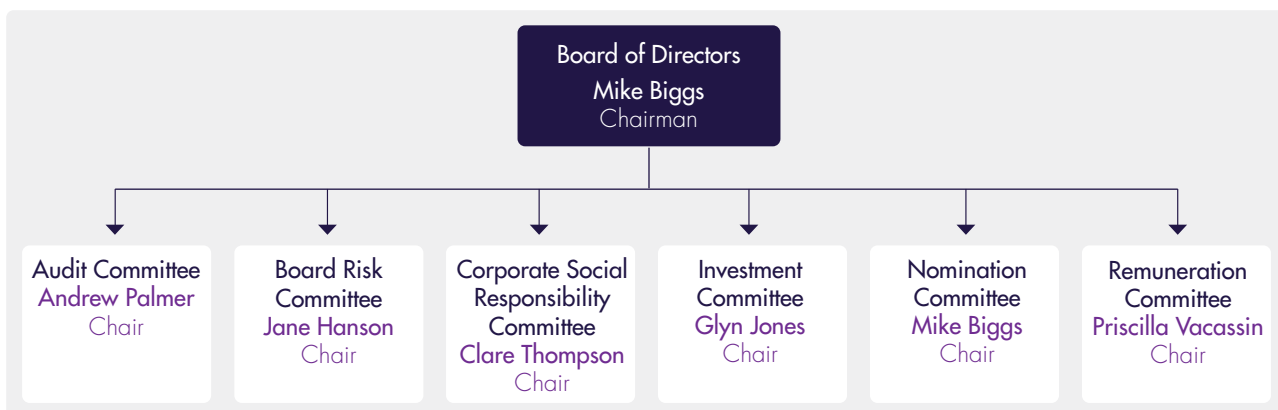 Board of Directors
Mike Biggs
Chairman
Audit Committee
Andrew Palmer
Chair
Board Risk
Committee
Jane Hanson
Chair
Corporate Social
Responsibility
Committee
Clare Thompson
Chair
Investment
Committee
Glyn Jones
Chair
Nomination
Committee
Mike Biggs
Chair
Remuneration
Committee
Priscilla Vacassin
Chair